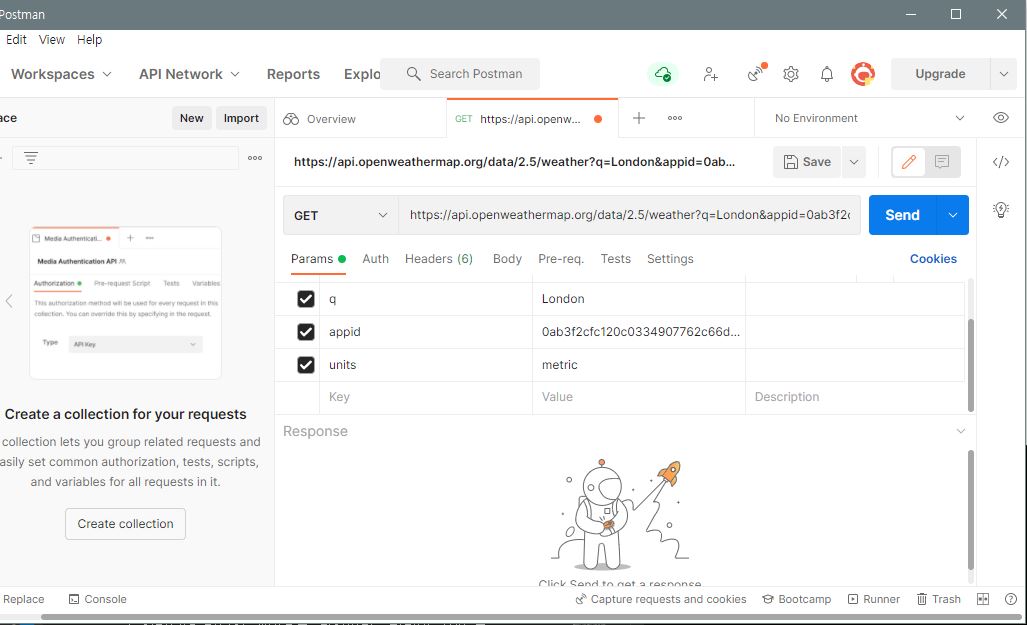 Postman
Edit View Help
Workspaces API Network Reports Explo Search Postman Upgrade
ace New Import Overview GET https://api.openw... No Environment
https://api.openweathermap.org/data/2.5/weather?q=London&appid=0ab... Save
GET https://api.openweathermap.org/data/2.5/weather?q=London&appid=0ab3f2c Send
Params Auth Headers (6) Body Pre-req. Tests Settings Cookies
q London
appid 0ab3f2cfc120c0334907762c66d...
units metric
Key Value Description
Response
Click Send to get a response
Media Authenticati...
Media Authentication API
Authorization Pre-request Script Tests Variables
This authorization method will be used for every request in this
collection. You can override this by specifying in the request.
Type API Key
Create a collection for your requests
collection lets you group related requests and
asily set common authorization, tests, scripts,
and variables for all requests in it.
Create collection
Replace Console Capture requests and cookies Bootcamp Runner Trash